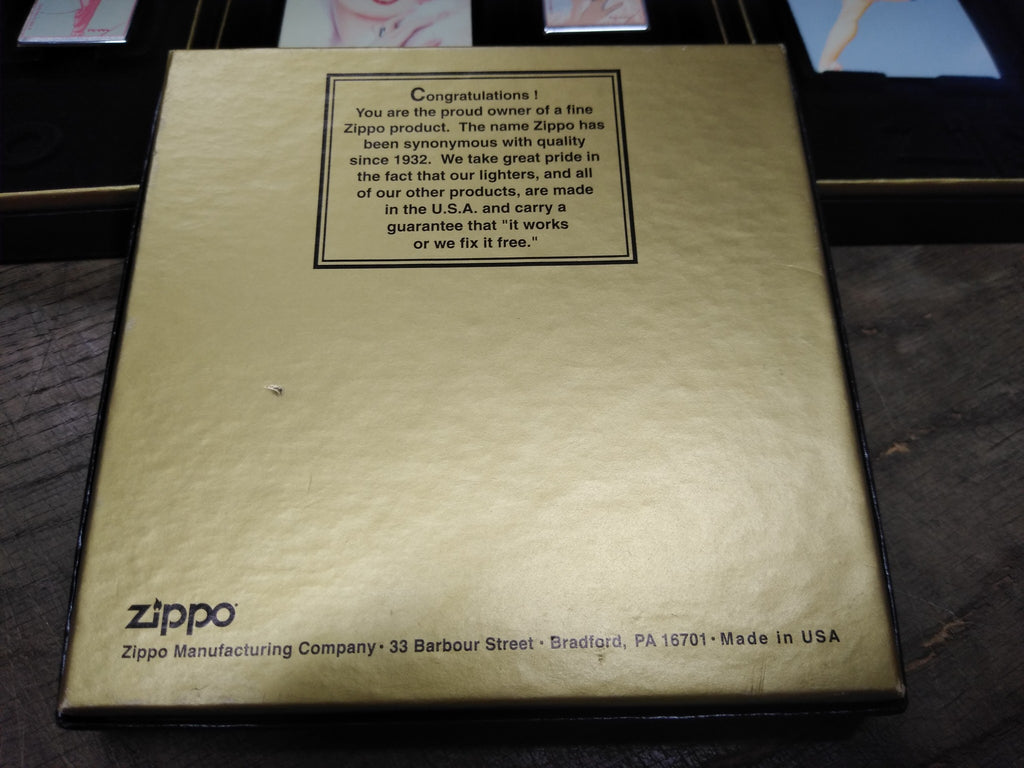 Congratulations !
You are the proud owner of a fine
Zippo product. The name Zippo has
been synonymous with quality
since 1932. We take great pride in
the fact that our lighters, and all
of our other products, are made
in the U.S.A. and carry a
guarantee that "it works
or we fix it free."
zippo
Zippo Manufacturing Company · 33 Barbour Street · Bradford, PA 16701 · Made in USA